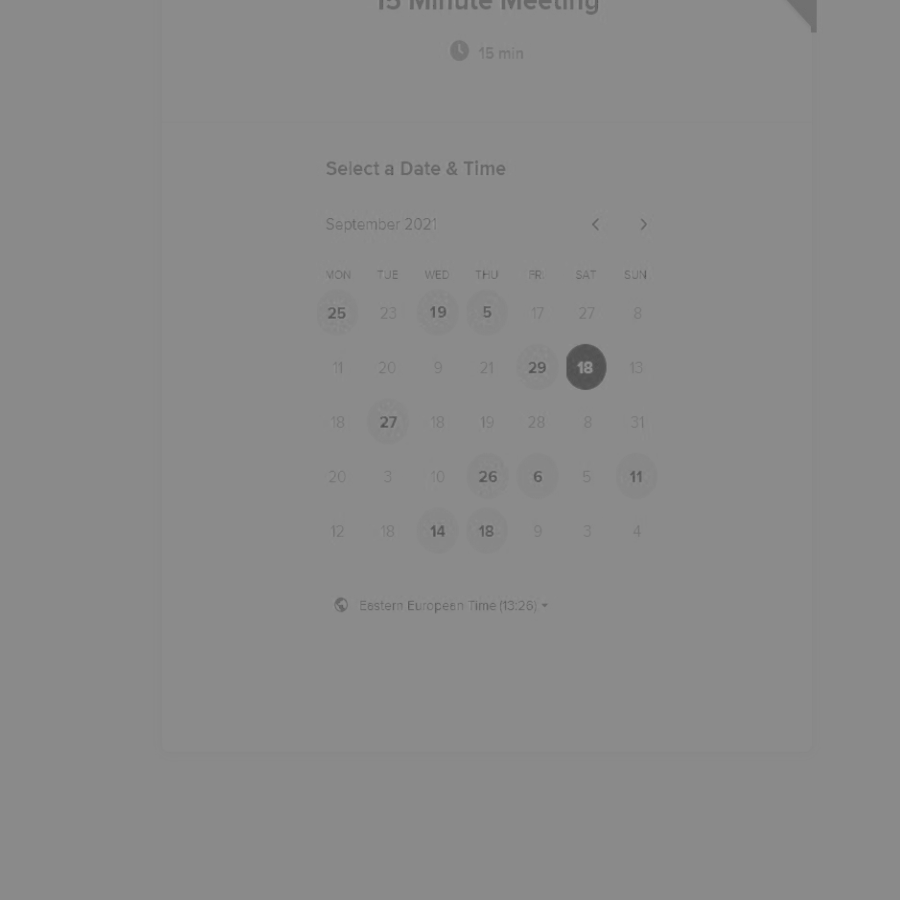 15 Minute Meeting
15 min
Select a Date & Time
September 2021
MON TUE WED THU FRI SAT SUN
25 23 19 5 17 27 8
11 20 9 21 29 18 13
18 27 18 19 28 8 31
20 3 10 26 6 5 11
12 18 14 18 9 3 4
Eastern European Time (13:26)